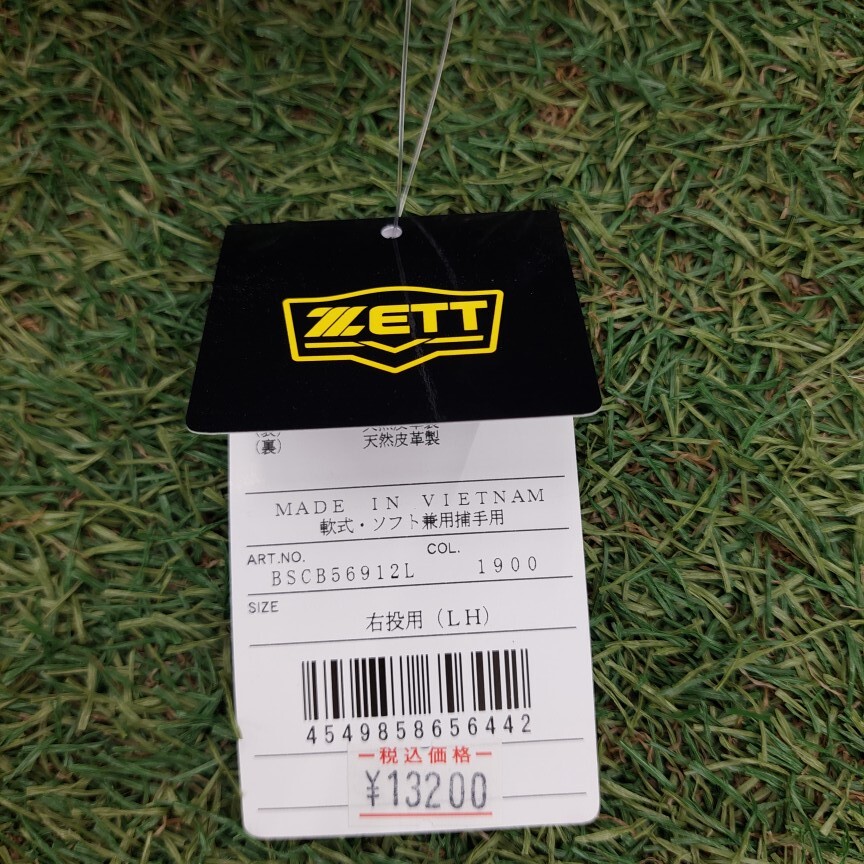 ZETT
(裏) 天然皮革製
MADE IN VIETNAM
軟式・ソフト兼用捕手用
ART.NO. COL.
BSCB56912L 1900
SIZE
右投用(LH)
4549858656442
税込価格
¥13200